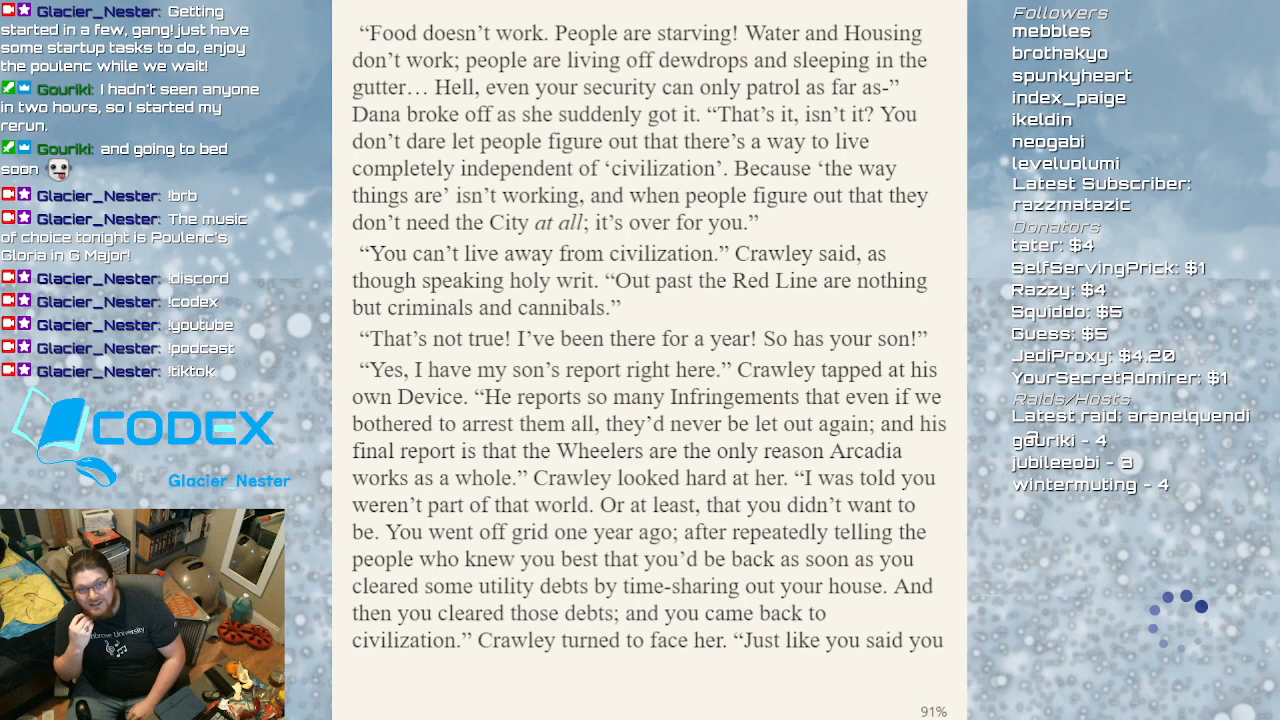 Glacier_Nester: Getting
started in a few, gang! just have
some startup tasks to do, enjoy
the poulenc while we wait!
Gouriki: I hadn't seen anyone
in two hours, so I started my
rerun.
Gouriki: and going to bed
soon
Glacier_Nester: !brb
Glacier_Nester: The music
of choice tonight is Poulenc's
Gloria in G Major!
Glacier_Nester: !discord
Glacier_Nester: !codex
Glacier_Nester: !youtube
Glacier_Nester: !podcast
Glacier_Nester: !tiktok
CODEX
Glacier_Nester
Ambrose University
“Food doesn’t work. People are starving! Water and Housing
don’t work; people are living off dewdrops and sleeping in the
gutter… Hell, even your security can only patrol as far as-”
Dana broke off as she suddenly got it. “That’s it, isn’t it? You
don’t dare let people figure out that there’s a way to live
completely independent of ‘civilization’. Because ‘the way
things are’ isn’t working, and when people figure out that they
don’t need the City at all; it’s over for you.”
“You can’t live away from civilization.” Crawley said, as
though speaking holy writ. “Out past the Red Line are nothing
but criminals and cannibals.”
“That’s not true! I’ve been there for a year! So has your son!”
“Yes, I have my son’s report right here.” Crawley tapped at his
own Device. “He reports so many Infringements that even if we
bothered to arrest them all, they’d never be let out again; and his
final report is that the Wheelers are the only reason Arcadia
works as a whole.” Crawley looked hard at her. “I was told you
weren’t part of that world. Or at least, that you didn’t want to
be. You went off grid one year ago; after repeatedly telling the
people who knew you best that you’d be back as soon as you
cleared some utility debts by time-sharing out your house. And
then you cleared those debts; and you came back to
civilization.” Crawley turned to face her. “Just like you said you
91%
Followers
mebbles
brothakyo
spunkyheart
index_paige
ikeldin
neogabi
leveluolumi
Latest Subscriber:
razzmatazic
Donators
tater: $4
SelfServingPrick: $1
Razzy: $4
Squiddo: $5
Guess: $5
JediProxy: $4.20
YourSecretAdmirer: $1
Raids/Hosts
Latest raid: aranelquendi
gouriki - 4
jubileeobi - 3
wintermuting - 4